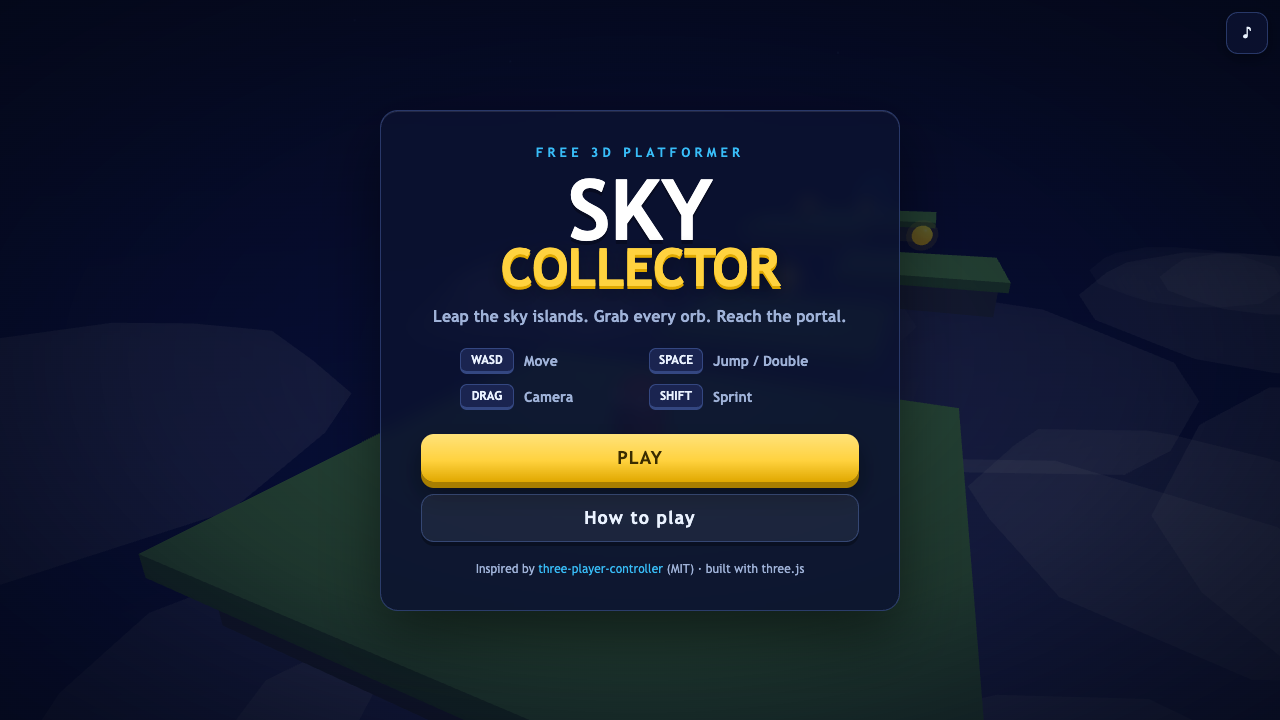 ♪
FREE 3D PLATFORMER
SKY
COLLECTOR
Leap the sky islands. Grab every orb. Reach the portal.
WASD Move SPACE Jump / Double
DRAG Camera SHIFT Sprint
PLAY
How to play
Inspired by three-player-controller (MIT) · built with three.js